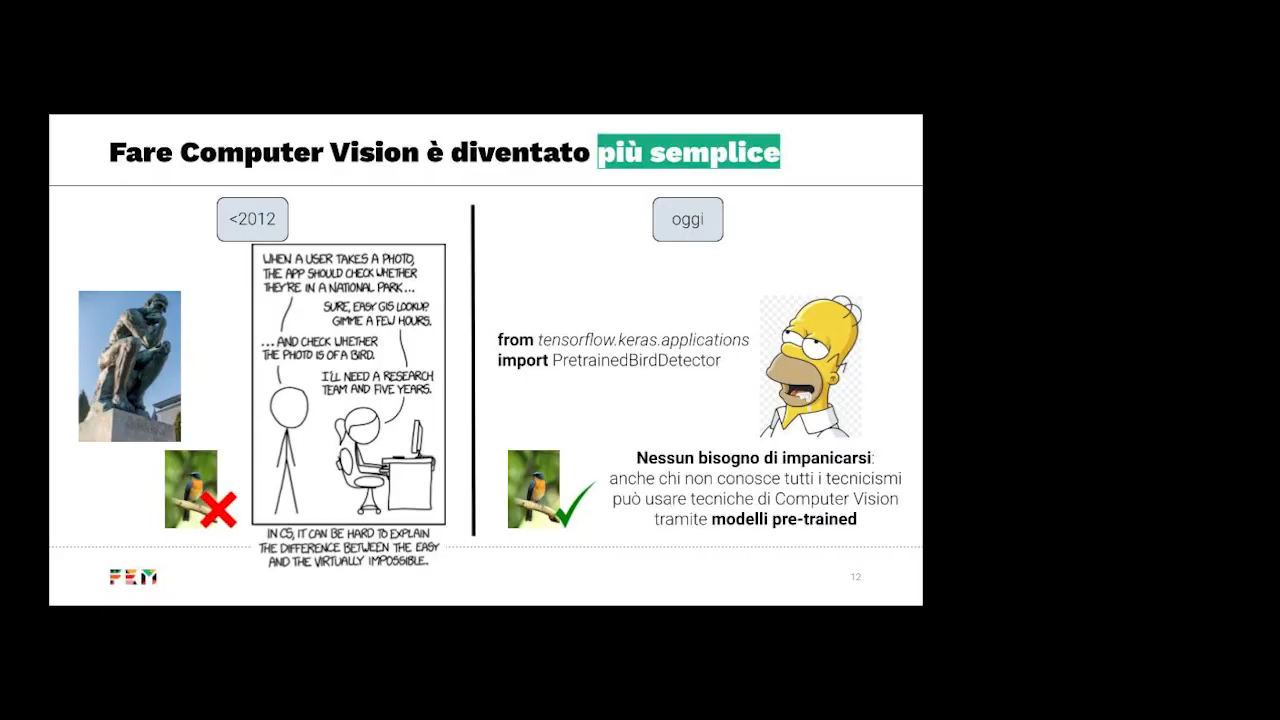 Fare Computer Vision è diventato più semplice
<2012
WHEN A USER TAKES A PHOTO,
THE APP SHOULD CHECK WHETHER
THEY'RE IN A NATIONAL PARK...
SURE, EASY GIS LOOKUP.
GIMME A FEW HOURS.
...AND CHECK WHETHER
THE PHOTO IS OF A BIRD.
I'LL NEED A RESEARCH
TEAM AND FIVE YEARS.
IN CS, IT CAN BE HARD TO EXPLAIN
THE DIFFERENCE BETWEEN THE EASY
AND THE VIRTUALLY IMPOSSIBLE.
oggi
from tensorflow.keras.applications
import PretrainedBirdDetector
Nessun bisogno di impanicarsi:
anche chi non conosce tutti i tecnicismi
può usare tecniche di Computer Vision
tramite modelli pre-trained
FEM
12